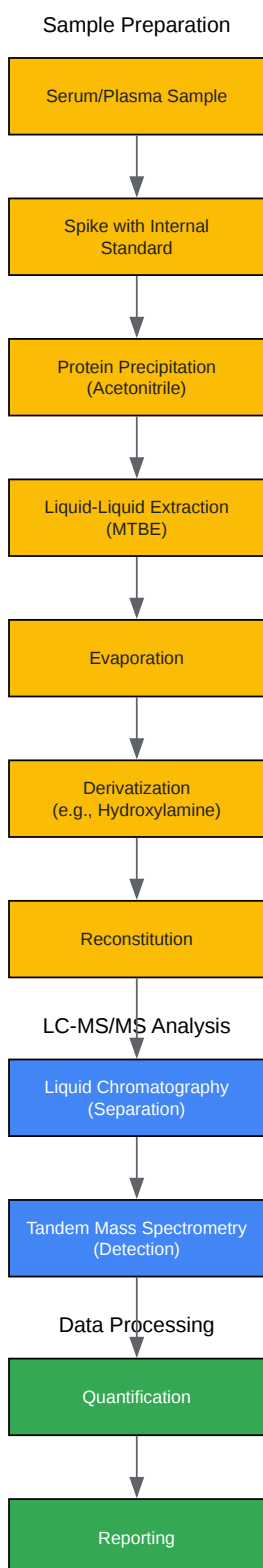 Sample Preparation
Serum/Plasma Sample
Spike with Internal
Standard
Protein Precipitation
(Acetonitrile)
Liquid-Liquid Extraction
(MTBE)
Evaporation
Derivatization
(e.g., Hydroxylamine)
Reconstitution
LC-MS/MS Analysis
Liquid Chromatography
(Separation)
Tandem Mass Spectrometry
(Detection)
Data Processing
Quantification
Reporting